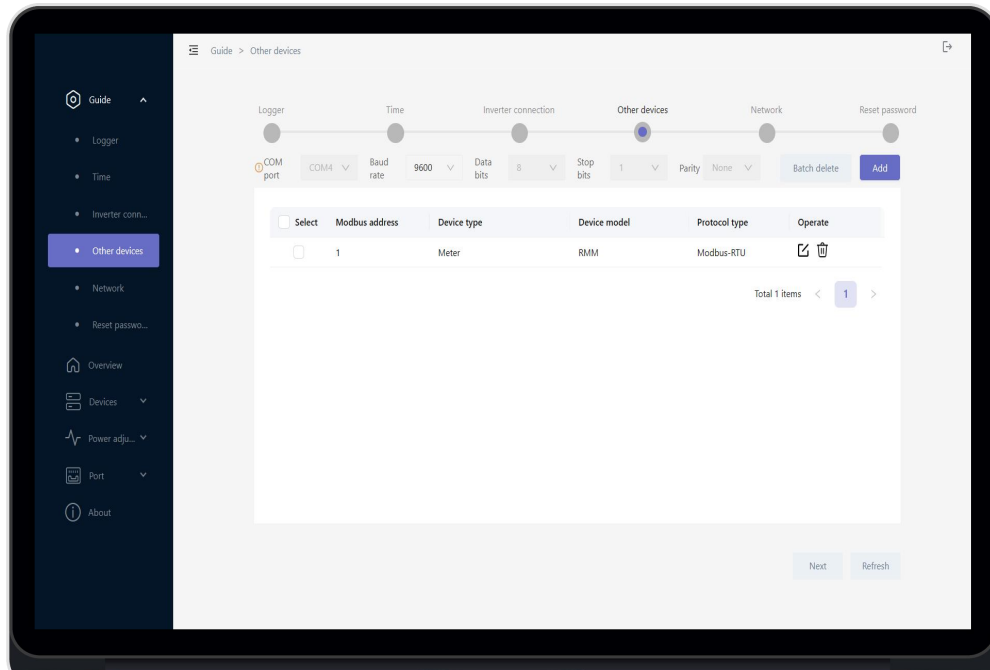 Guide > Other devices
Guide
Logger
Time
Inverter conn...
Other devices
Network
Reset passwo...
Overview
Devices
Power adju...
Port
About
Logger Time Inverter connection Other devices Network Reset password
COM port COM4 Baud rate 9600 Data bits 8 Stop bits 1 Parity None Batch delete Add
Select Modbus address Device type Device model Protocol type Operate
1 Meter RMM Modbus-RTU
Total 1 items < 1 >
Next Refresh